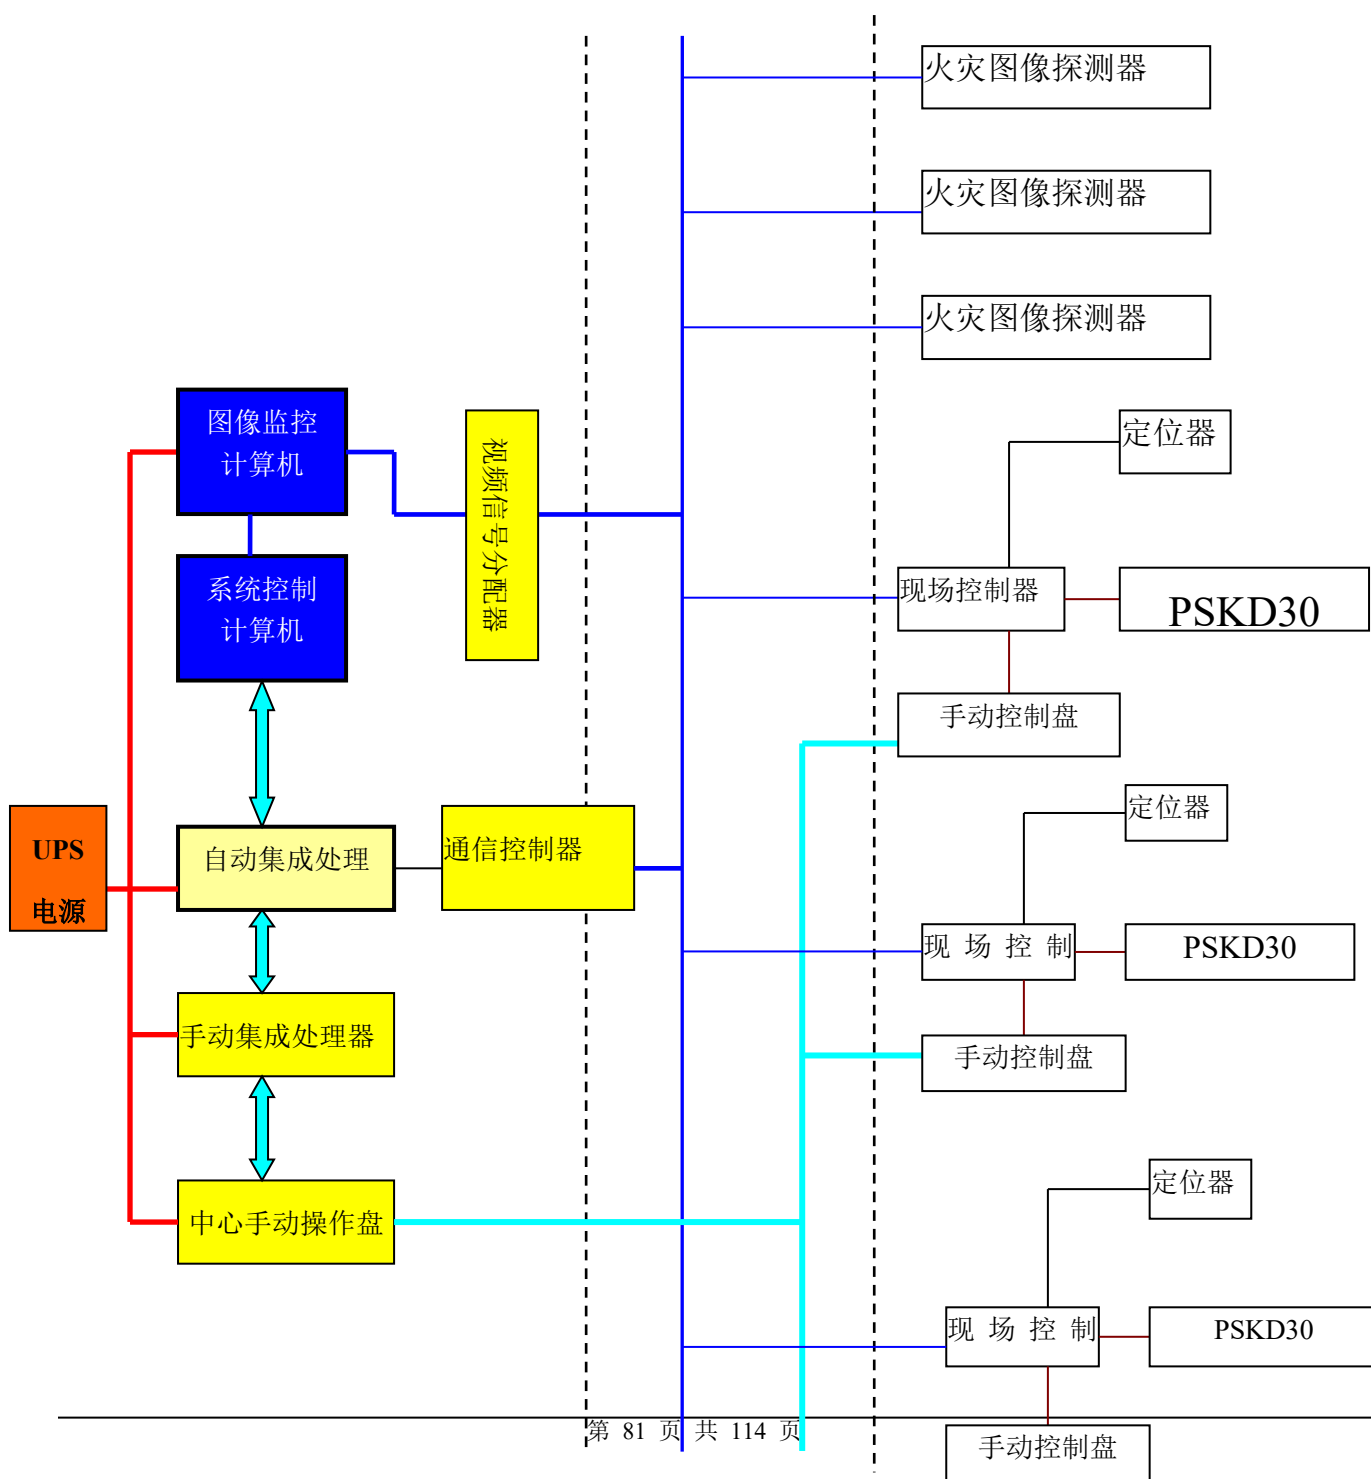 火灾图像探测器
火灾图像探测器
火灾图像探测器
图像监控
计算机
视频信号分配器
定位器
系统控制
计算机
现场控制器
PSKD30
手动控制盘
定位器
UPS
电源
自动集成处理
通信控制器
现 场 控 制
PSKD30
手动集成处理器
手动控制盘
定位器
中心手动操作盘
现 场 控 制
PSKD30
第 81 页 共 114 页
手动控制盘